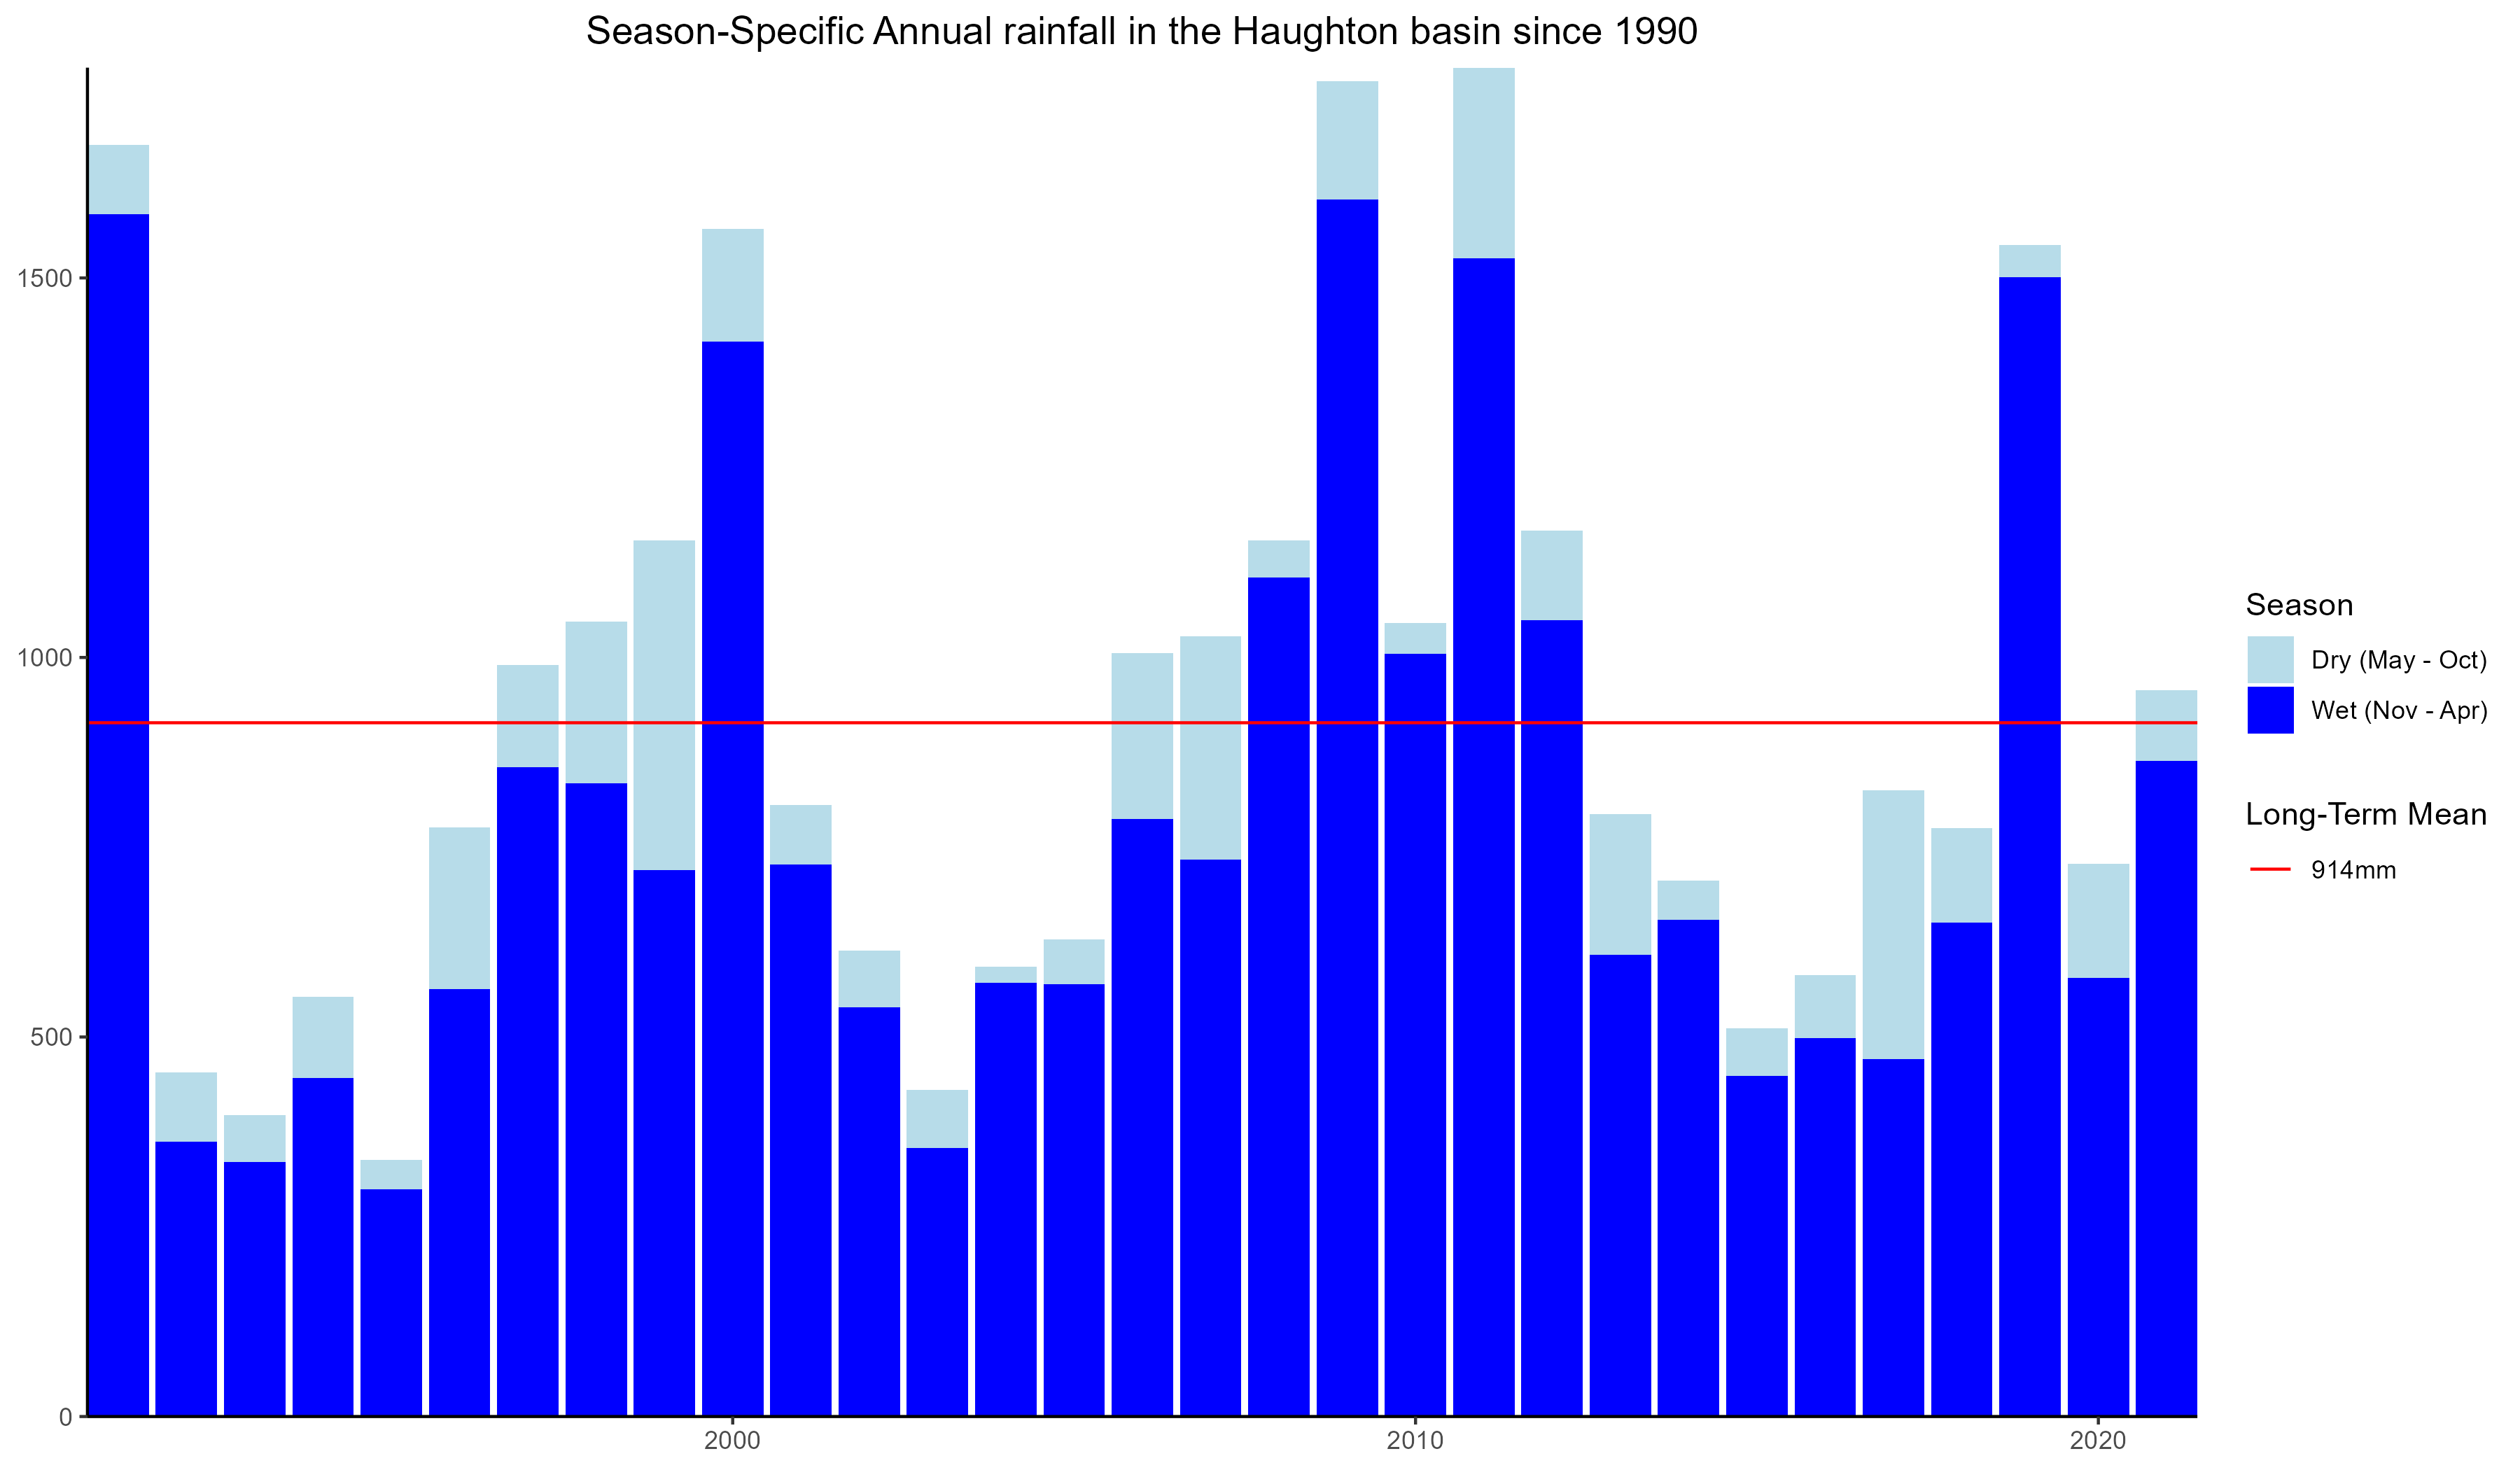 Season-Specific Annual rainfall in the Haughton basin since 1990
1500
1000
500
0
2000
2010
2020
Season
Dry (May - Oct)
Wet (Nov - Apr)
Long-Term Mean
914mm